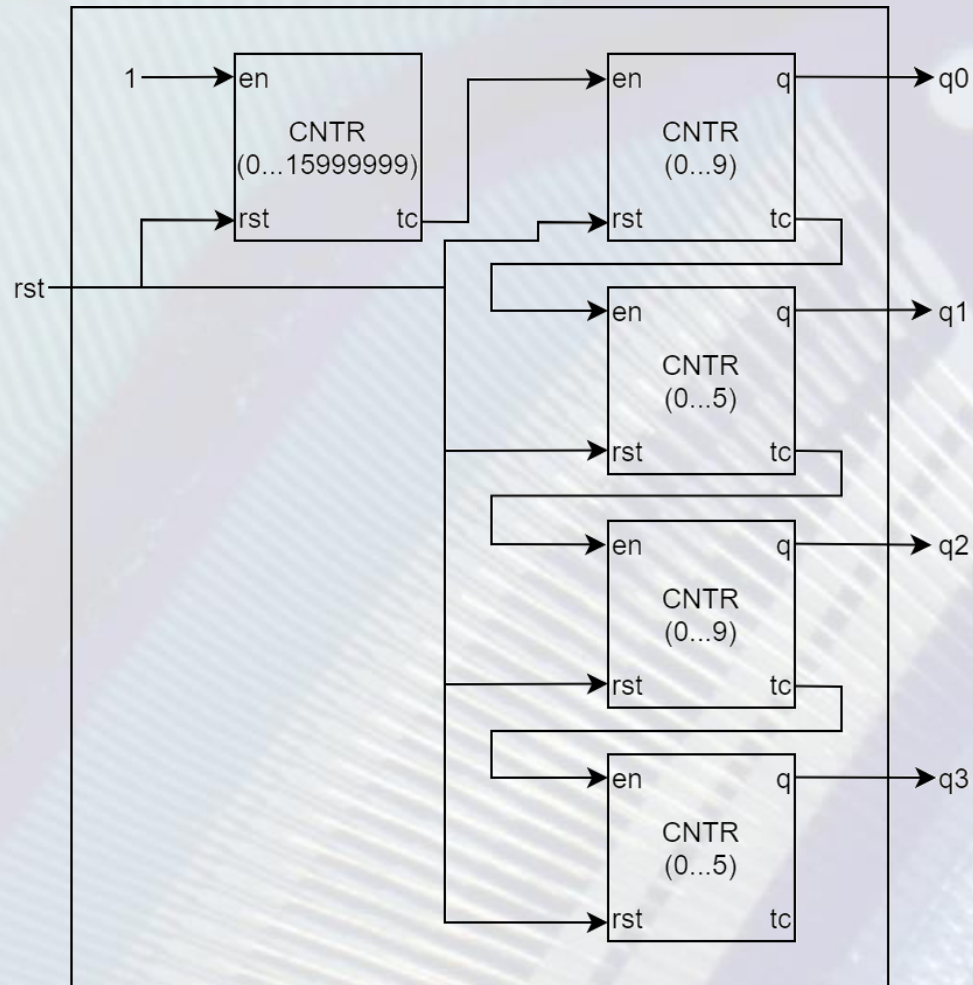 1
en
CNTR
(0...15999999)
rst
tc
en
q
q0
CNTR
(0...9)
rst
tc
rst
en
q
q1
CNTR
(0...5)
rst
tc
en
q
q2
CNTR
(0...9)
rst
tc
en
q
q3
CNTR
(0...5)
rst
tc